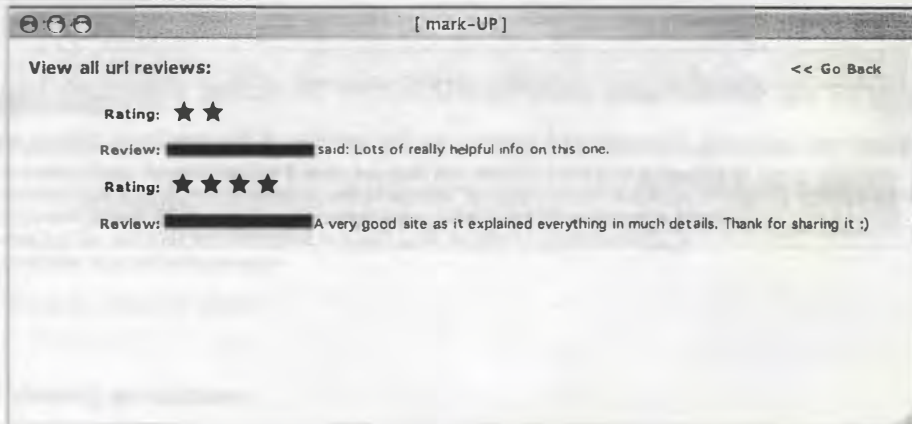 [ mark-UP ]
View all url reviews:
<< Go Back
Rating: ★ ★
Review: said: Lots of really helpful info on this one.
Rating: ★ ★ ★ ★
Review: A very good site as it explained everything in much details. Thank for sharing it :)